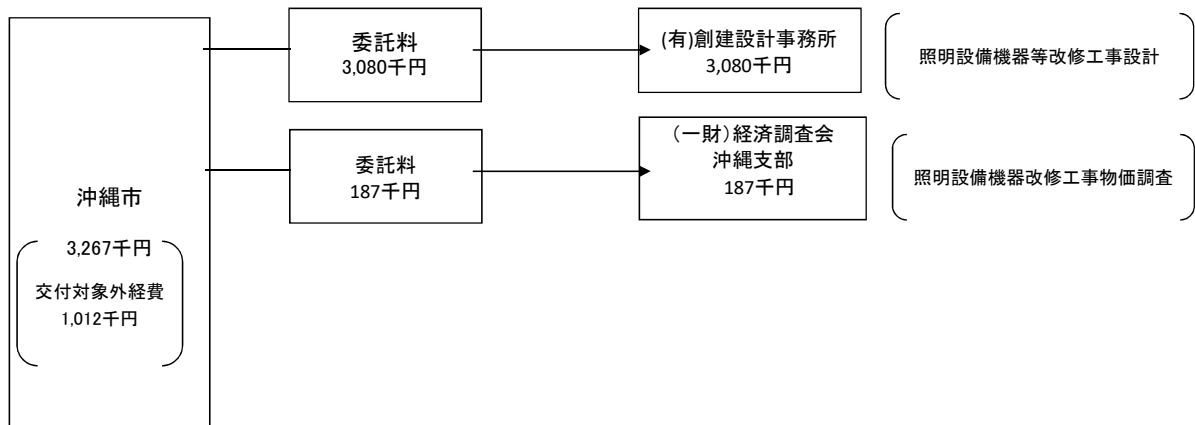 委託料
3,080千円
(有)創建設計事務所
3,080千円
照明設備機器等改修工事設計
委託料
187千円
（一財）経済調査会
沖縄支部
187千円
照明設備機器改修工事物価調査
沖縄市
3,267千円
交付対象外経費
1,012千円